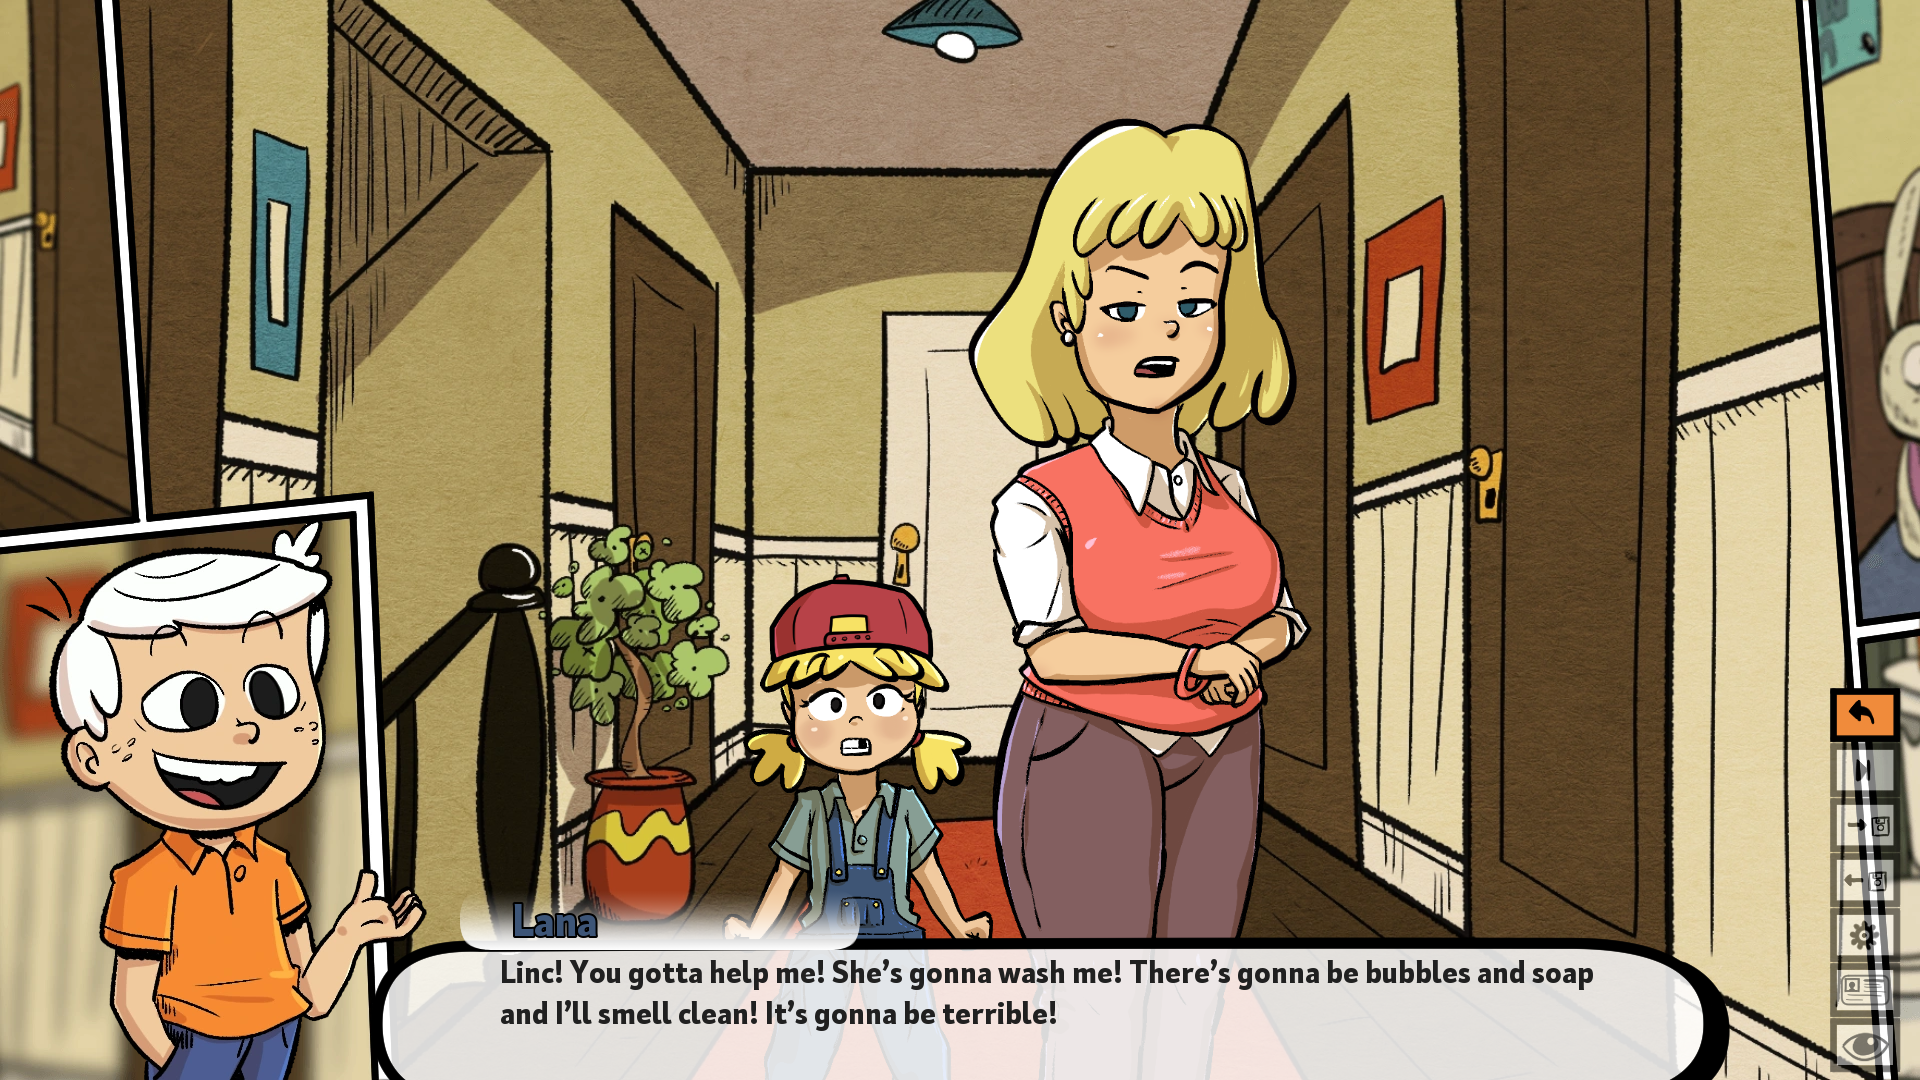 Lana
Linc! You gotta help me! She's gonna wash me! There's gonna be bubbles and soap
and I'll smell clean! It's gonna be terrible!